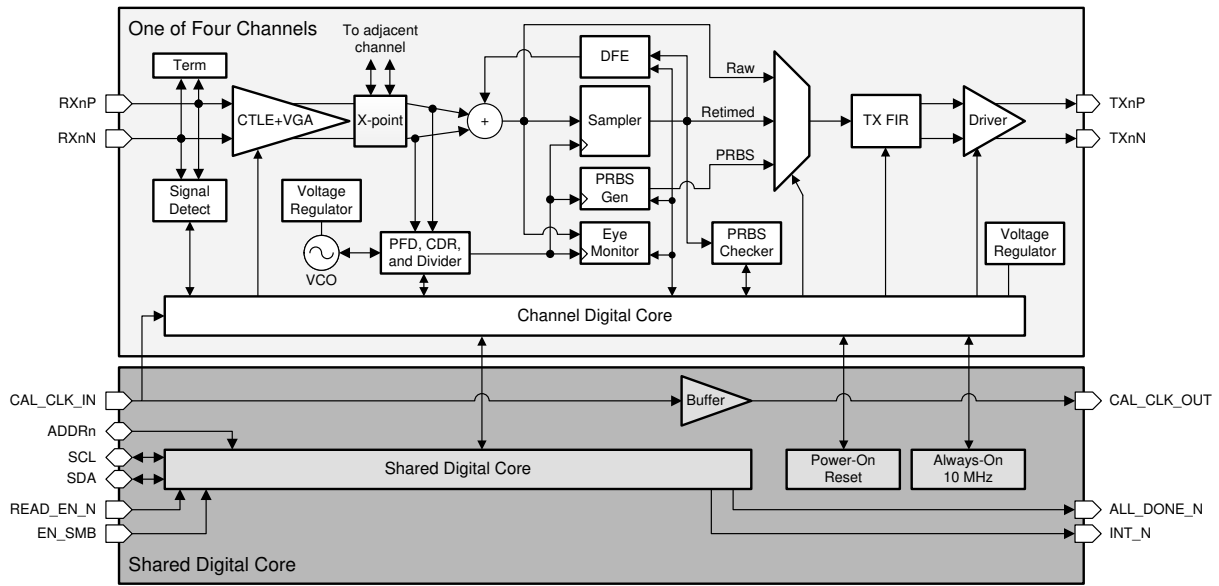 One of Four Channels
To adjacent
channel
Term
DFE
Raw
RXnP
RXnN
CTLE+VGA
X-point
+
Sampler
Retimed
TX FIR
Driver
TXnP
TXnN
PRBS
Signal
Detect
Voltage
Regulator
PRBS
Gen
VCO
PFD, CDR,
and Divider
Eye
Monitor
PRBS
Checker
Voltage
Regulator
Channel Digital Core
CAL_CLK_IN
Buffer
CAL_CLK_OUT
ADDRn
SCL
SDA
Shared Digital Core
Power-On
Reset
Always-On
10 MHz
READ_EN_N
EN_SMB
ALL_DONE_N
INT_N
Shared Digital Core